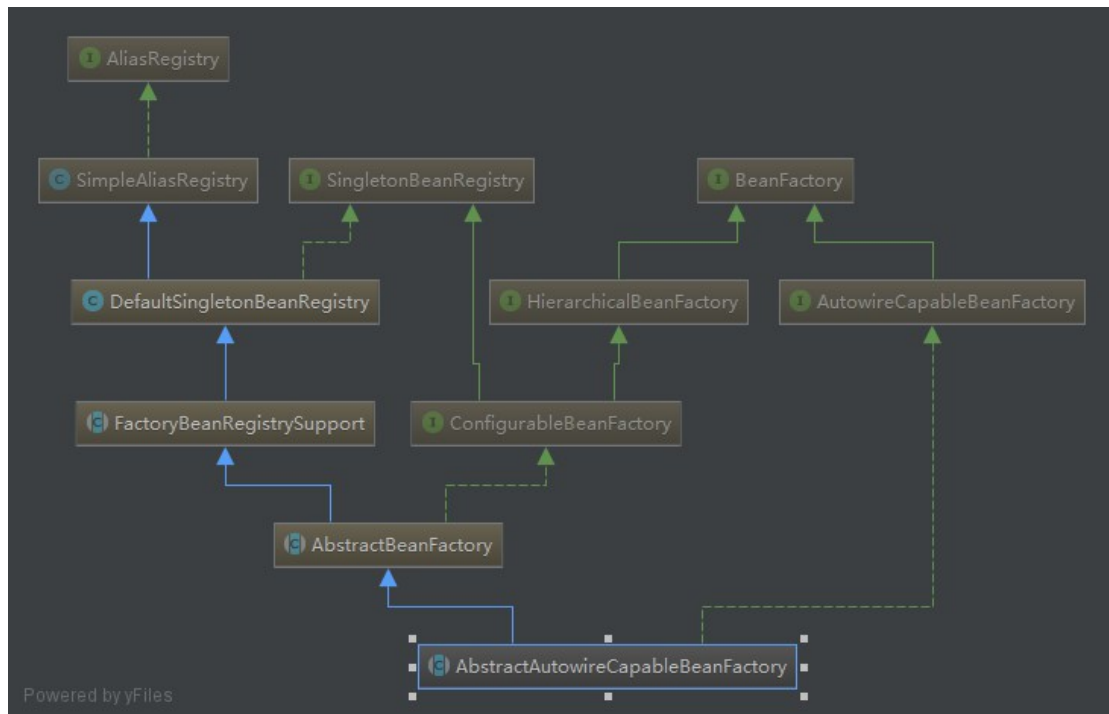 AliasRegistry
SimpleAliasRegistry
SingletonBeanRegistry
BeanFactory
DefaultSingletonBeanRegistry
HierarchicalBeanFactory
AutowireCapableBeanFactory
FactoryBeanRegistrySupport
ConfigurableBeanFactory
AbstractBeanFactory
AbstractAutowireCapableBeanFactory
Powered by yFiles